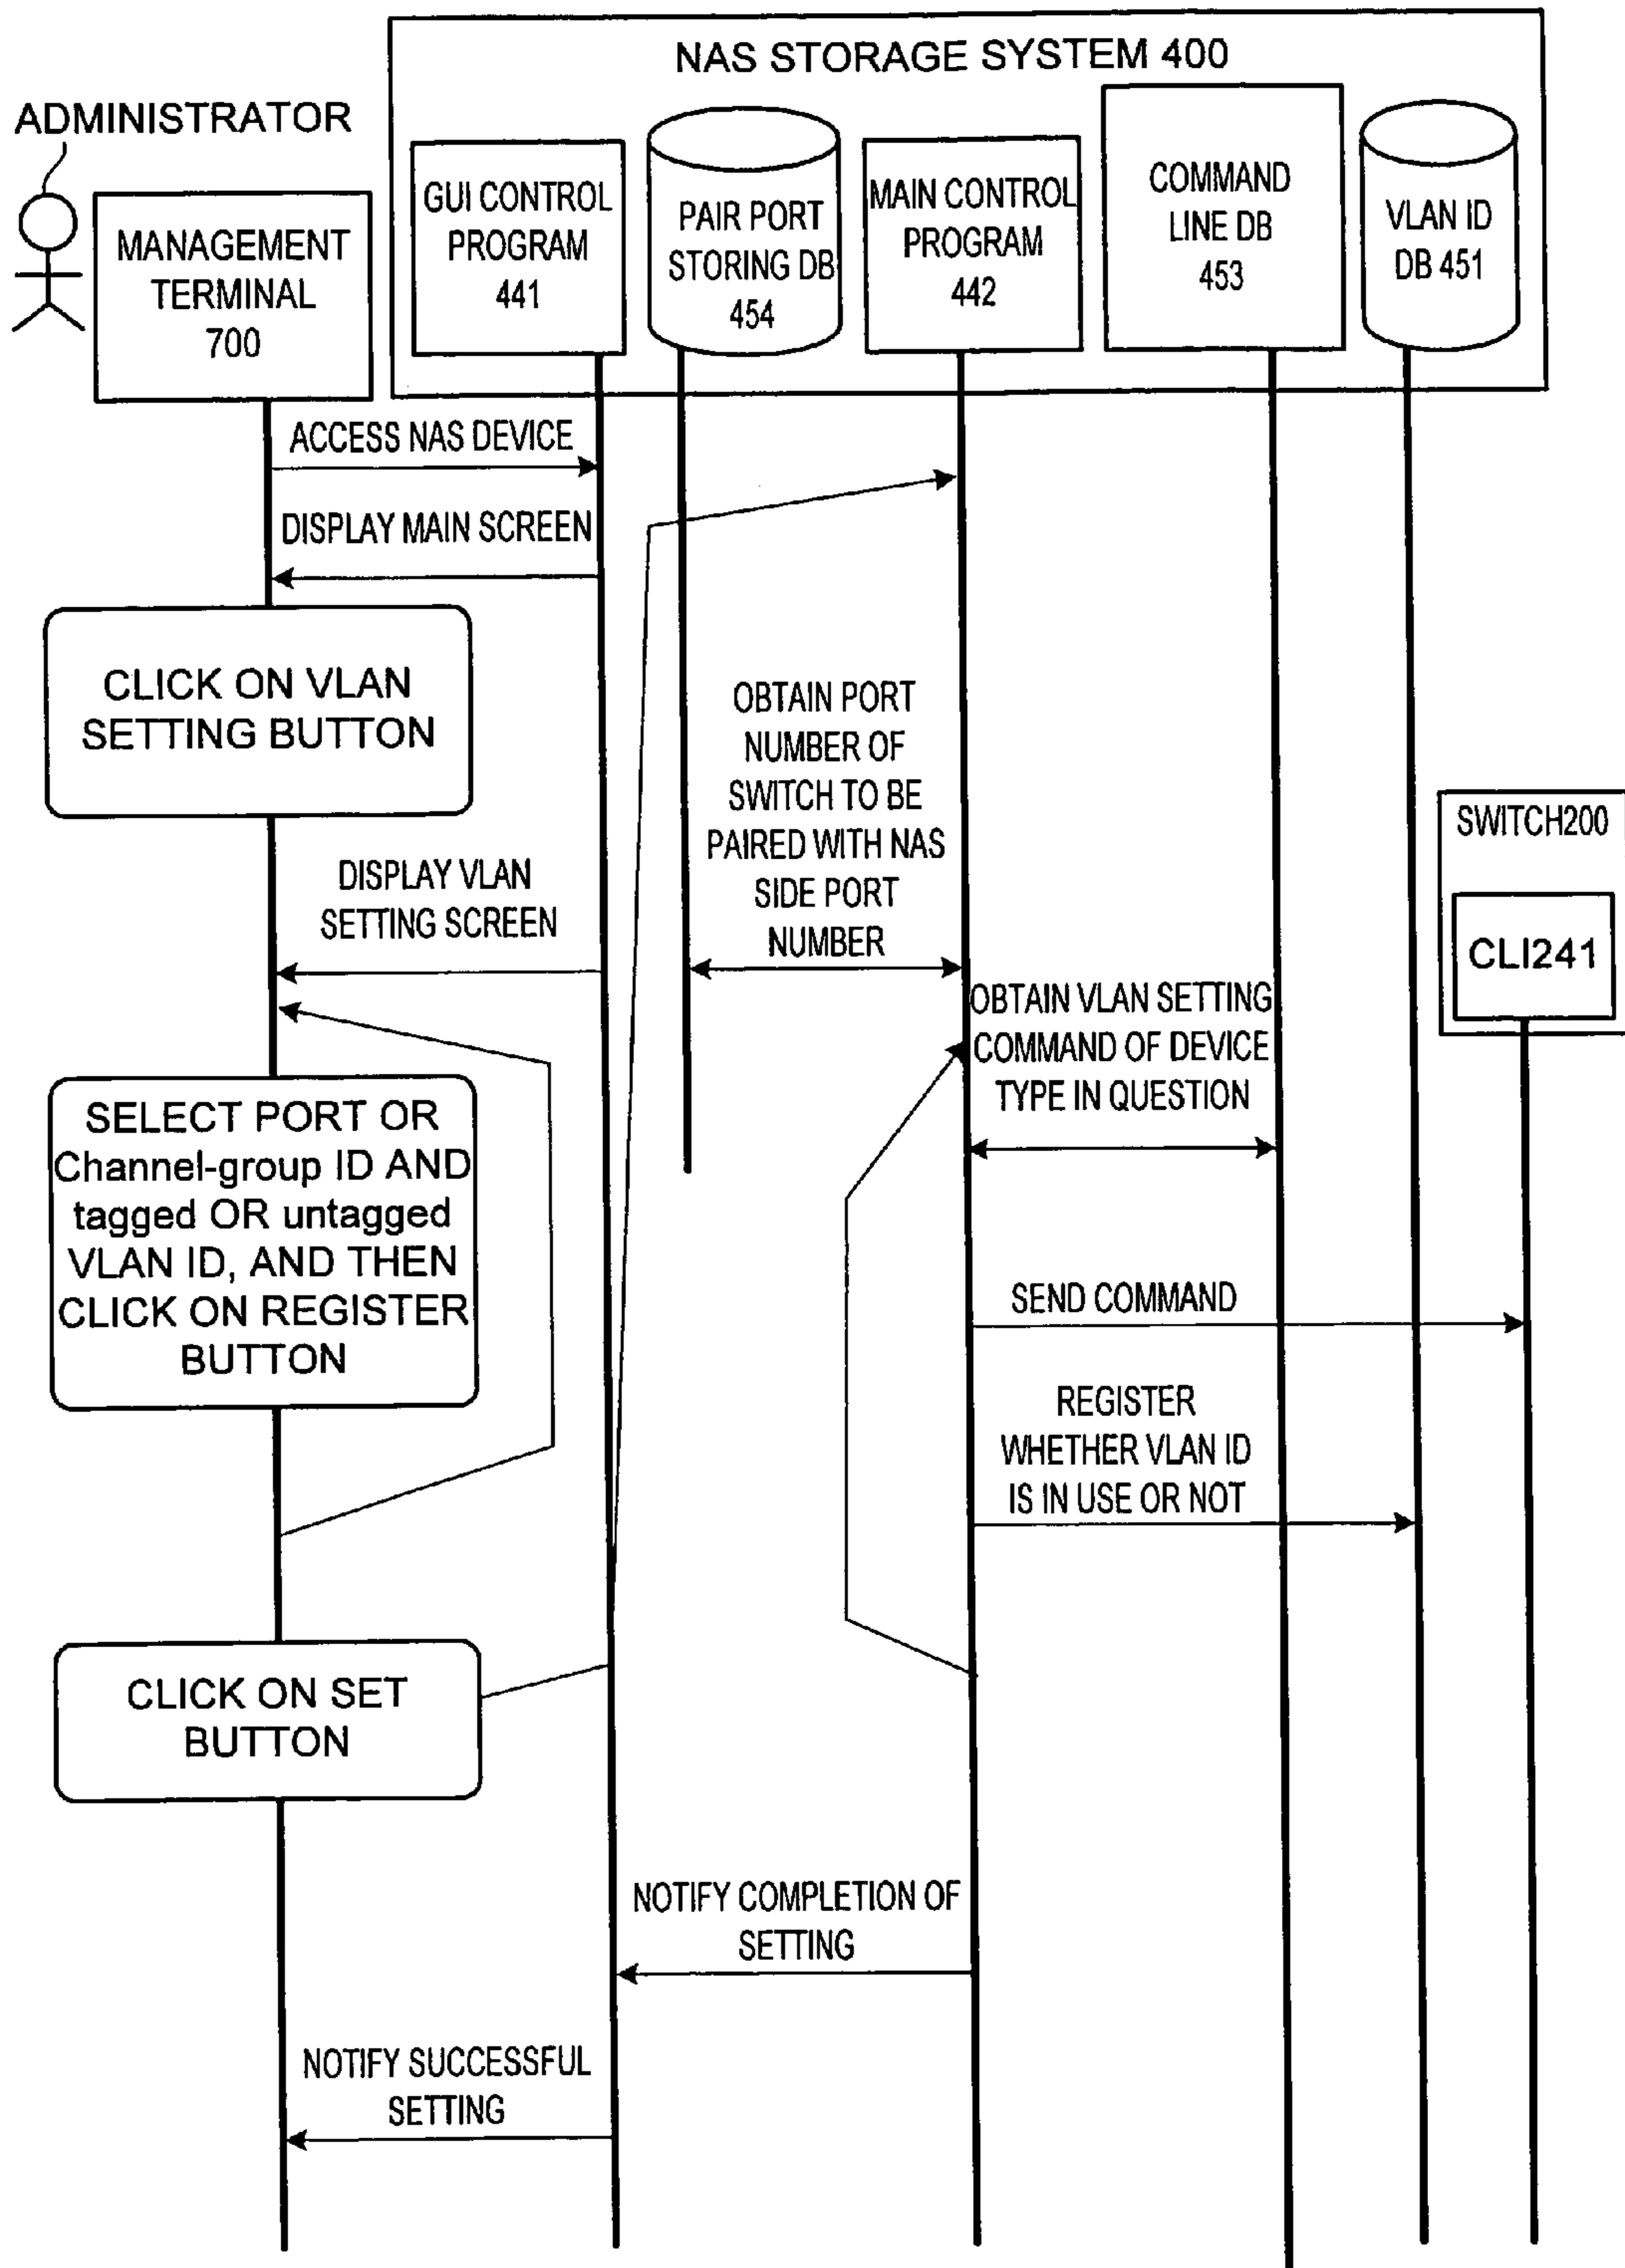 NAS STORAGE SYSTEM 400
ADMINISTRATOR
MANAGEMENT
TERMINAL
700
GUI CONTROL
PROGRAM
441
PAIR PORT
STORING DB
454
MAIN CONTROL
PROGRAM
442
COMMAND
LINE DB
453
VLAN ID
DB 451
ACCESS NAS DEVICE
DISPLAY MAIN SCREEN
CLICK ON VLAN
SETTING BUTTON
OBTAIN PORT
NUMBER OF
SWITCH TO BE
PAIRED WITH NAS
SIDE PORT
NUMBER
SWITCH200
CLI241
DISPLAY VLAN
SETTING SCREEN
OBTAIN VLAN SETTING
COMMAND OF DEVICE
TYPE IN QUESTION
SELECT PORT OR
Channel-group ID AND
tagged OR untagged
VLAN ID, AND THEN
CLICK ON REGISTER
BUTTON
SEND COMMAND
REGISTER
WHETHER VLAN ID
IS IN USE OR NOT
CLICK ON SET
BUTTON
NOTIFY COMPLETION OF
SETTING
NOTIFY SUCCESSFUL
SETTING